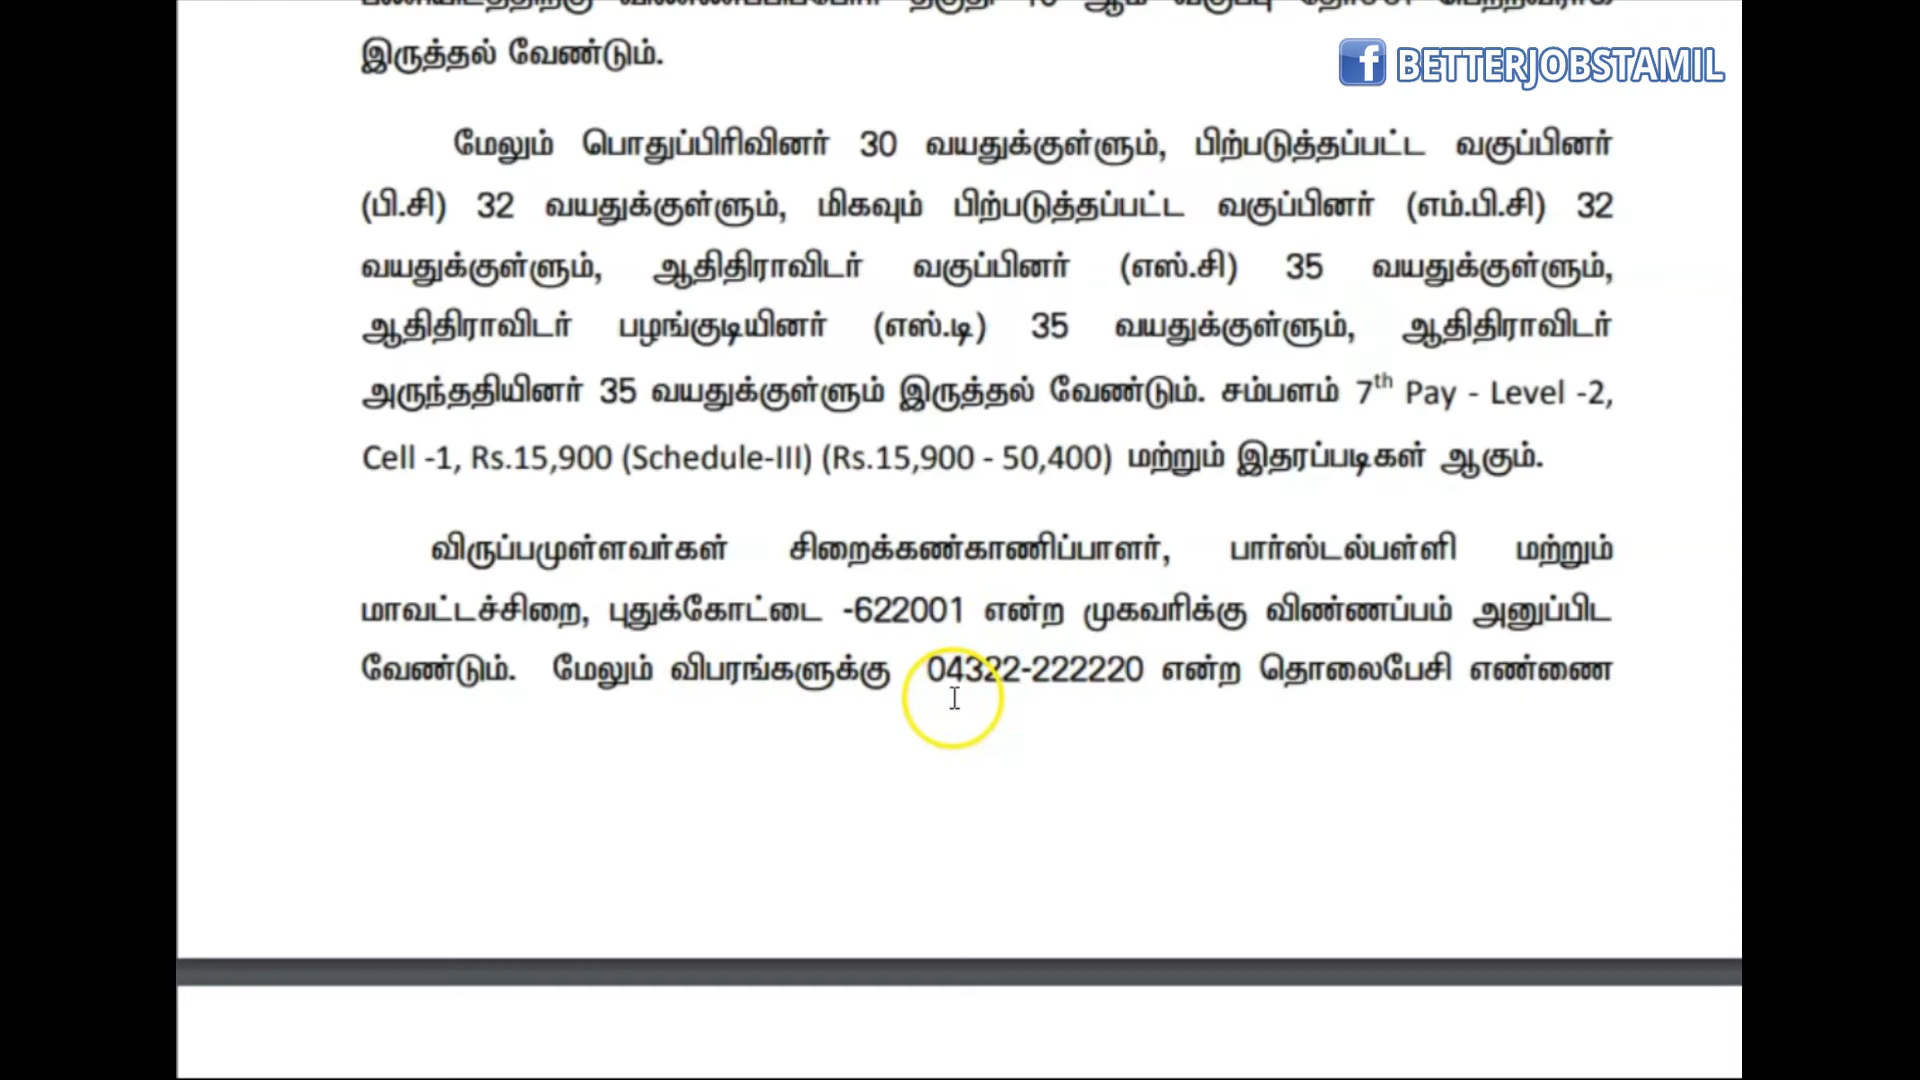 இருத்தல் வேண்டும்.
BETTERJOBSTAMIL
மேலும் பொதுப்பிரிவினர் 30 வயதுக்குள்ளும், பிற்படுத்தப்பட்ட வகுப்பினர்
(பி.சி) 32 வயதுக்குள்ளும், மிகவும் பிற்படுத்தப்பட்ட வகுப்பினர் (எம்.பி.சி) 32
வயதுக்குள்ளும், ஆதிதிராவிடர் வகுப்பினர் (எஸ்.சி) 35 வயதுக்குள்ளும்,
ஆதிதிராவிடர் பழங்குடியினர் (எஸ்.டி) 35 வயதுக்குள்ளும், ஆதிதிராவிடர்
அருந்ததியினர் 35 வயதுக்குள்ளும் இருத்தல் வேண்டும். சம்பளம் 7th Pay - Level -2,
Cell -1, Rs.15,900 (Schedule-III) (Rs.15,900 - 50,400) மற்றும் இதரப்படிகள் ஆகும்.
விருப்பமுள்ளவர்கள் சிறைக்கண்காணிப்பாளர், பார்ஸ்டல்பள்ளி மற்றும்
மாவட்டச்சிறை, புதுக்கோட்டை -622001 என்ற முகவரிக்கு விண்ணப்பம் அனுப்பிட
வேண்டும். மேலும் விபரங்களுக்கு 04322-222220 என்ற தொலைபேசி எண்ணை